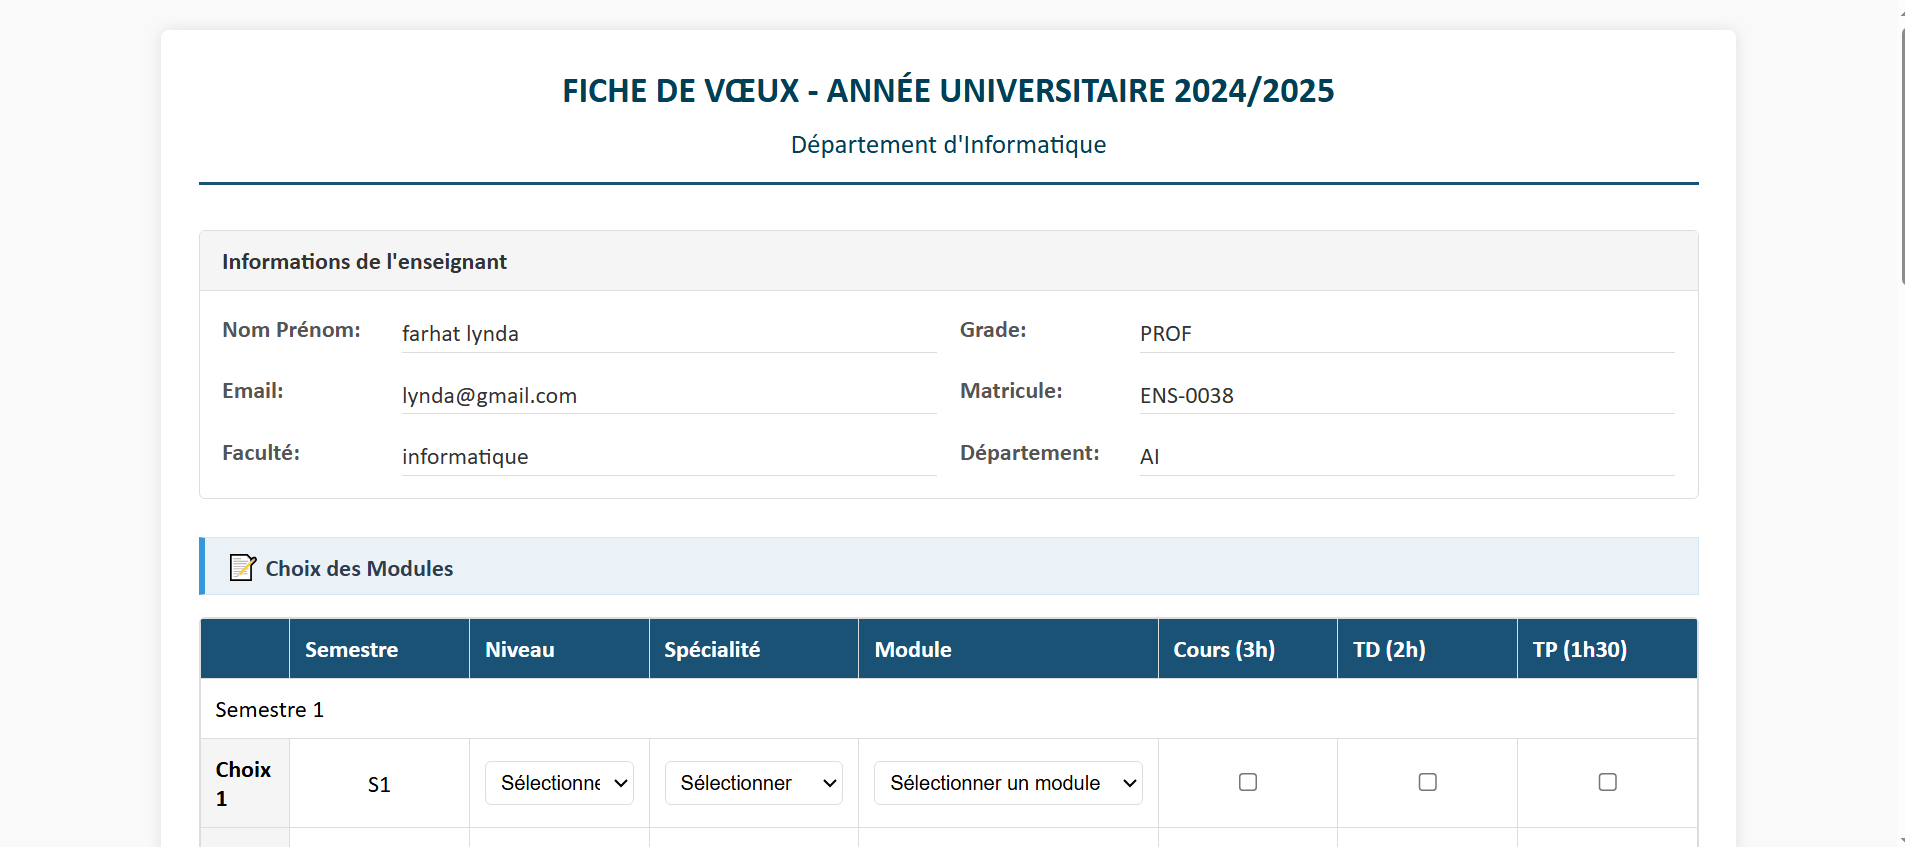 FICHE DE VŒUX - ANNÉE UNIVERSITAIRE 2024/2025
Département d'Informatique
Informations de l'enseignant
Nom Prénom: farhat lynda Grade: PROF
Email: lynda@gmail.com Matricule: ENS-0038
Faculté: informatique Département: AI
Choix des Modules
Semestre Niveau Spécialité Module Cours (3h) TD (2h) TP (1h30)
Semestre 1
Choix 1 S1 Sélectionne Sélectionner Sélectionner un module